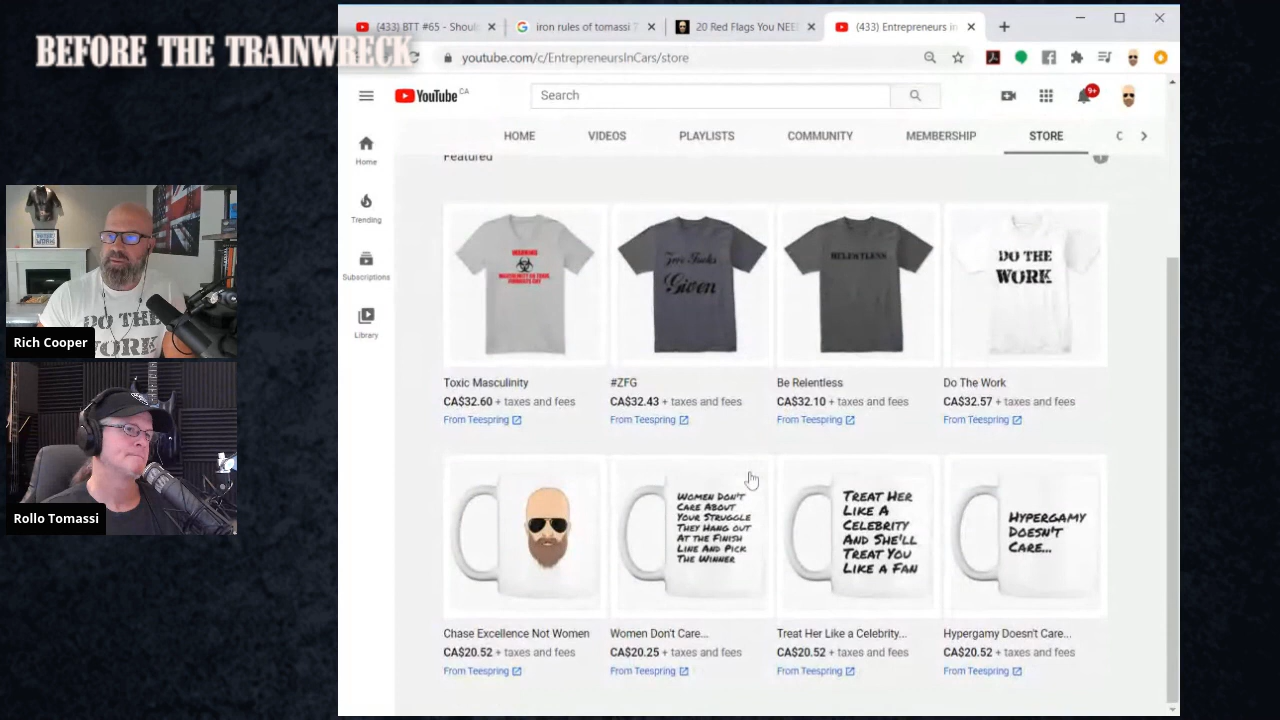 BEFORE THE TRAINWRECK
(433) BTT #65 - Shoul
iron rules of tomassi 7
20 Red Flags You NEE
(433) Entrepreneurs in
youtube.com/c/EntrepreneursInCars/store
YouTube CA
Search
9+
HOME VIDEOS PLAYLISTS COMMUNITY MEMBERSHIP STORE C
Home
Trending
Subscriptions
Library
Featured
DO THE
WORK
Rich Cooper
Rollo Tomassi
WARNING
MASCULINITY
Zero Fucks
Given
RELENTLESS
DO THE
WORK
Toxic Masculinity
CA$32.60 + taxes and fees
From Teespring
#ZFG
CA$32.43 + taxes and fees
From Teespring
Be Relentless
CA$32.10 + taxes and fees
From Teespring
Do The Work
CA$32.57 + taxes and fees
From Teespring
WOMEN DON'T
CARE ABOUT
YOUR STRUGGLE
THEY HANG OUT
AT THE FINISH
LINE AND PICK
THE WINNER
TREAT HER
LIKE A
CELEBRITY
AND SHE'LL
TREAT YOU
LIKE A FAN
HYPERGAMY
DOESN'T
CARE...
Chase Excellence Not Women
CA$20.52 + taxes and fees
From Teespring
Women Don't Care...
CA$20.25 + taxes and fees
From Teespring
Treat Her Like a Celebrity...
CA$20.52 + taxes and fees
From Teespring
Hypergamy Doesn't Care...
CA$20.52 + taxes and fees
From Teespring